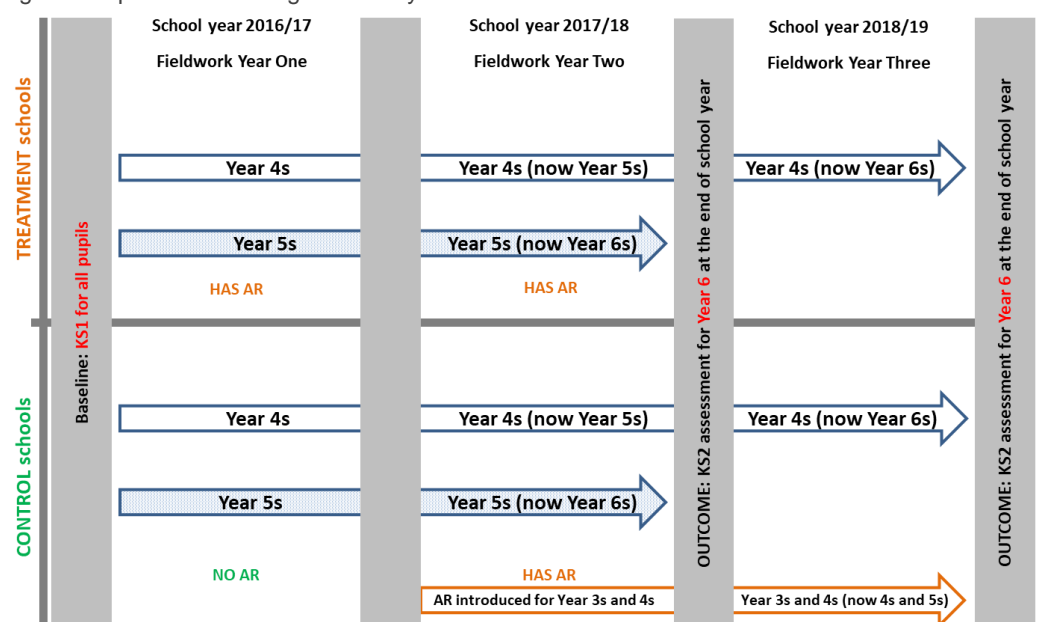 School year 2016/17
School year 2017/18
School year 2018/19
Fieldwork Year One
Fieldwork Year Two
Fieldwork Year Three
TREATMENT schools
Baseline: KS1 for all pupils
Year 4s
Year 4s (now Year 5s)
Year 4s (now Year 6s)
Year 5s
Year 5s (now Year 6s)
HAS AR
HAS AR
OUTCOME: KS2 assessment for Year 6 at the end of school year
OUTCOME: KS2 assessment for Year 6 at the end of school year
CONTROL schools
Year 4s
Year 4s (now Year 5s)
Year 4s (now Year 6s)
Year 5s
Year 5s (now Year 6s)
NO AR
HAS AR
AR introduced for Year 3s and 4s
Year 3s and 4s (now 4s and 5s)